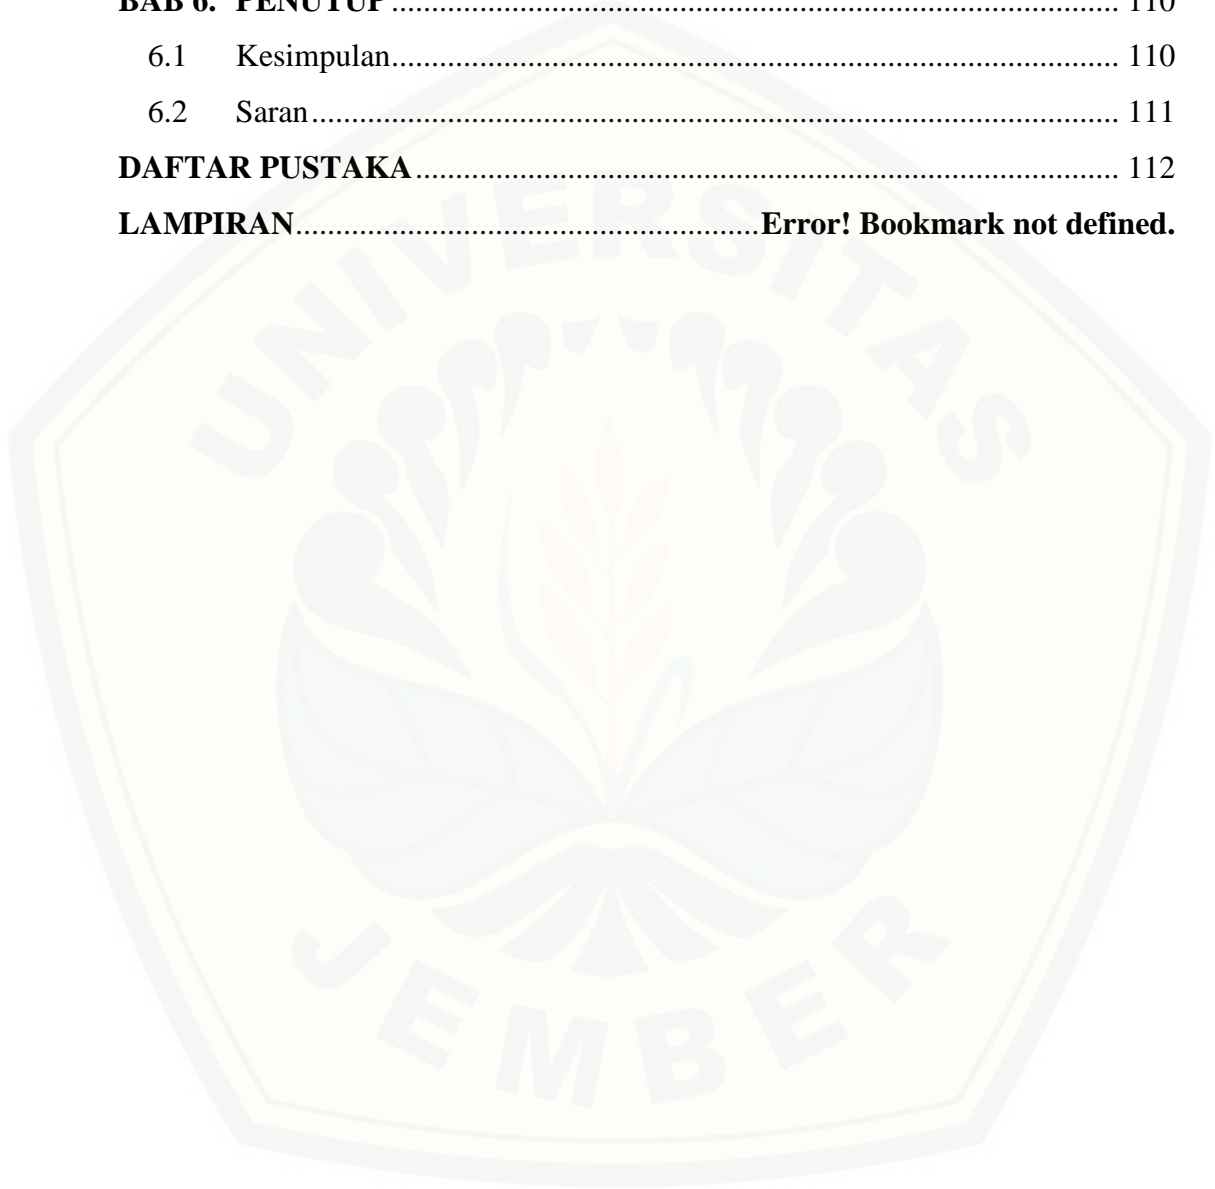 BAB 6. PENUTUP ........................................................................................... 110
6.1 Kesimpulan........................................................................................... 110
6.2 Saran ..................................................................................................... 111
DAFTAR PUSTAKA ........................................................................................ 112
LAMPIRAN..........................................................Error! Bookmark not defined.
UNIVERSITAS
JEMBER